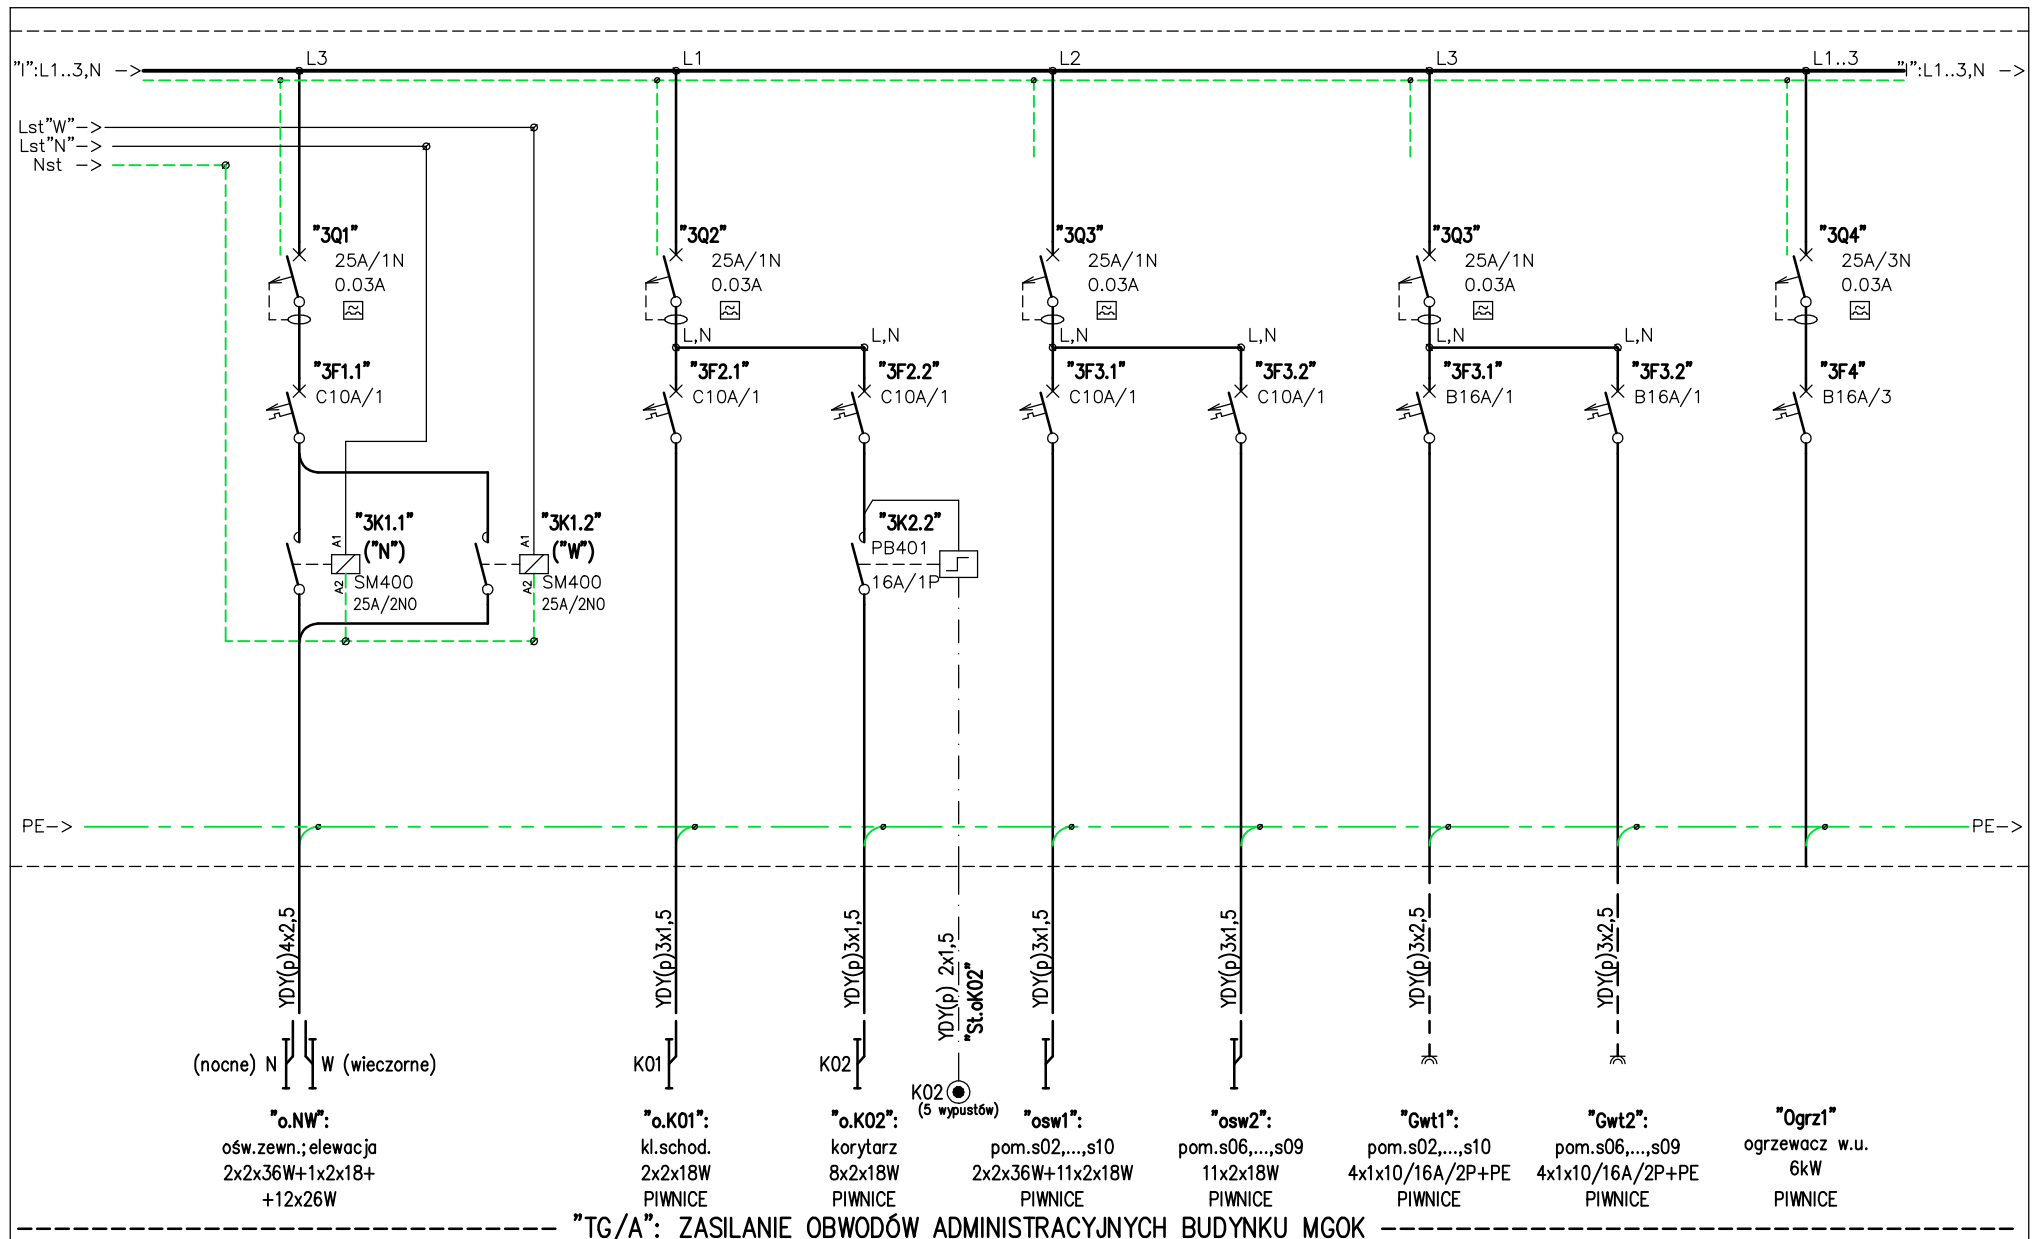 L3
L1
L2
L3
L1..3
"I":L1..3,N ->
"I":L1..3,N ->
Lst"W"->
Lst"N"->
Nst ->
"3Q1"
25A/1N
0.03A
"3Q2"
25A/1N
0.03A
"3Q3"
25A/1N
0.03A
"3Q3"
25A/1N
0.03A
"3Q4"
25A/3N
0.03A
L,N
L,N
L,N
L,N
L,N
L,N
"3F1.1"
C10A/1
"3F2.1"
C10A/1
"3F2.2"
C10A/1
"3F3.1"
C10A/1
"3F3.2"
C10A/1
"3F3.1"
B16A/1
"3F3.2"
B16A/1
"3F4"
B16A/3
"3K1.1"
("N")
A1
A2
SM400
25A/2NO
"3K1.2"
("W")
A1
A2
SM400
25A/2NO
"3K2.2"
PB401
16A/1P
PE->
PE->
YDY(p)4x2,5
YDY(p)3x1,5
YDY(p)3x1,5
YDY(p) 2x1,5
"St.oK02"
YDY(p)3x1,5
YDY(p)3x1,5
YDY(p)3x2,5
YDY(p)3x2,5
(nocne) N
W (wieczorne)
K01
K02
K02
(5 wypustów)
"o.NW":
ośw.zewn.;elewacja
2x2x36W+1x2x18+
+12x26W
"o.K01":
kl.schod.
2x2x18W
PIWNICE
"o.K02":
korytarz
8x2x18W
PIWNICE
"osw1":
pom.s02,...,s10
2x2x36W+11x2x18W
PIWNICE
"osw2":
pom.s06,...,s09
11x2x18W
PIWNICE
"Gwt1":
pom.s02,...,s10
4x1x10/16A/2P+PE
PIWNICE
"Gwt2":
pom.s06,...,s09
4x1x10/16A/2P+PE
PIWNICE
"Ogrz1"
ogrzewacz w.u.
6kW
PIWNICE
"TG/A": ZASILANIE OBWODÓW ADMINISTRACYJNYCH BUDYNKU MGOK